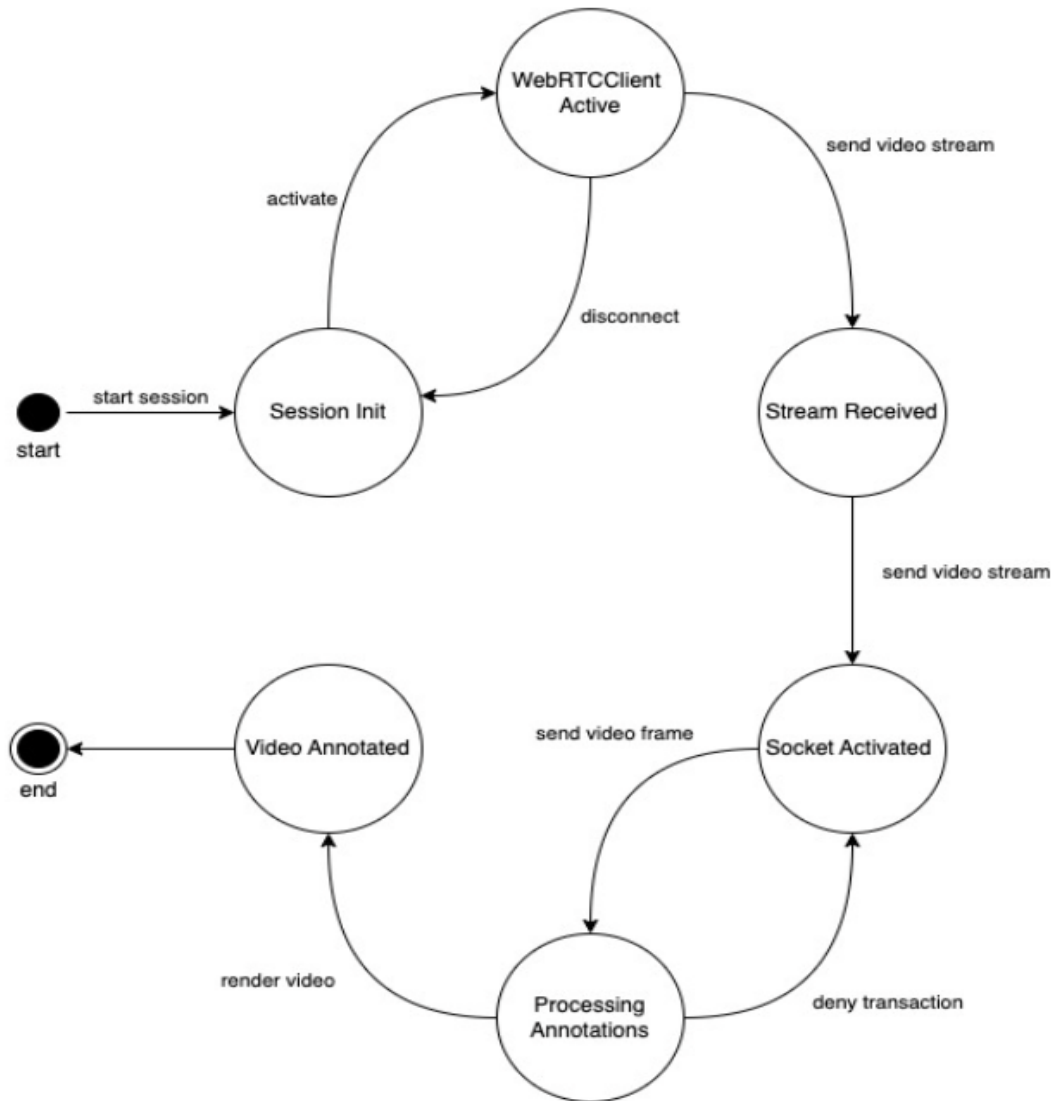 WebRTCClient
Active
send video stream
activate
disconnect
start session
Session Init
Stream Received
start
send video stream
send video frame
Video Annotated
Socket Activated
end
render video
Processing
Annotations
deny transaction